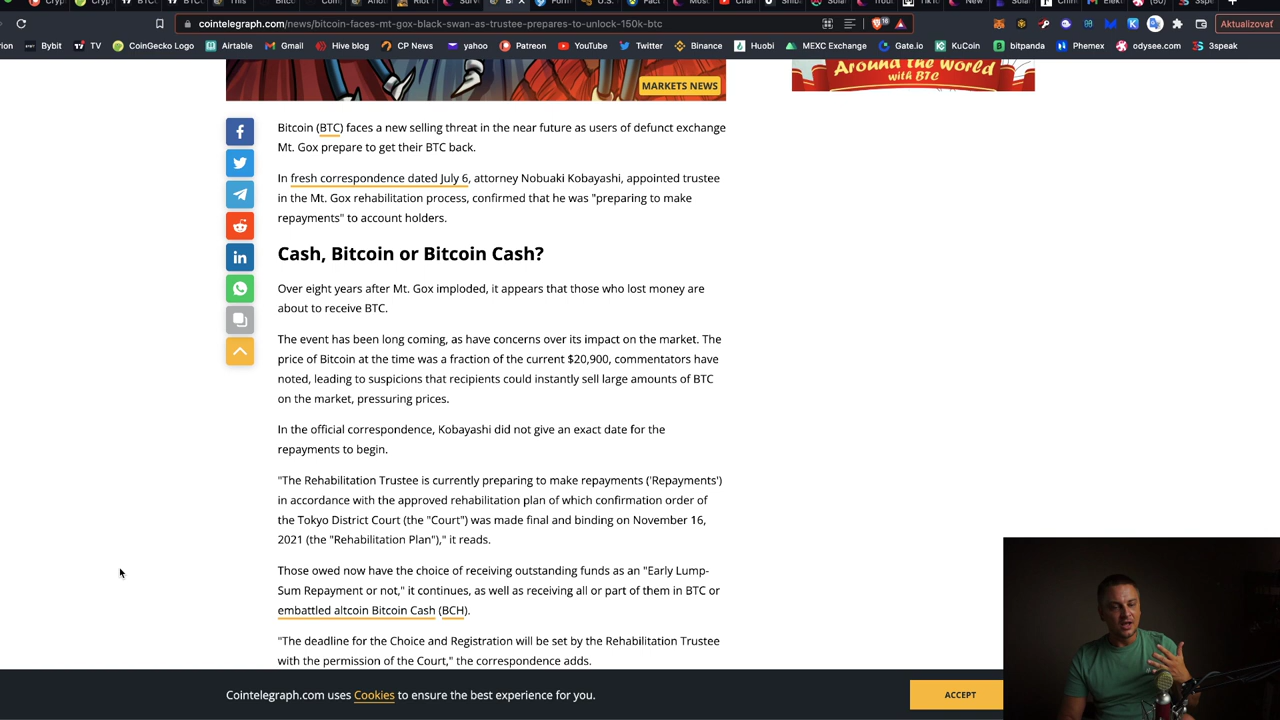 cointelegraph.com/news/bitcoin-faces-mt-gox-black-swan-as-trustee-prepares-to-unlock-150k-btc
16
Aktualizovať
Bybit
TV
CoinGecko Logo
Airtable
Gmail
Hive blog
CP News
yahoo
Patreon
YouTube
Twitter
Binance
Huobi
MEXC Exchange
Gate.io
KuCoin
bitpanda
Phemex
odysee.com
3speak
MARKETS NEWS
Around the World
with BTC
Bitcoin (BTC) faces a new selling threat in the near future as users of defunct exchange
Mt. Gox prepare to get their BTC back.
In fresh correspondence dated July 6, attorney Nobuaki Kobayashi, appointed trustee
in the Mt. Gox rehabilitation process, confirmed that he was "preparing to make
repayments" to account holders.
Cash, Bitcoin or Bitcoin Cash?
Over eight years after Mt. Gox imploded, it appears that those who lost money are
about to receive BTC.
The event has been long coming, as have concerns over its impact on the market. The
price of Bitcoin at the time was a fraction of the current $20,900, commentators have
noted, leading to suspicions that recipients could instantly sell large amounts of BTC
on the market, pressuring prices.
In the official correspondence, Kobayashi did not give an exact date for the
repayments to begin.
"The Rehabilitation Trustee is currently preparing to make repayments ('Repayments')
in accordance with the approved rehabilitation plan of which confirmation order of
the Tokyo District Court (the "Court") was made final and binding on November 16,
2021 (the "Rehabilitation Plan")," it reads.
Those owed now have the choice of receiving outstanding funds as an "Early Lump-
Sum Repayment or not," it continues, as well as receiving all or part of them in BTC or
embattled altcoin Bitcoin Cash (BCH).
"The deadline for the Choice and Registration will be set by the Rehabilitation Trustee
with the permission of the Court," the correspondence adds.
Cointelegraph.com uses Cookies to ensure the best experience for you.
ACCEPT